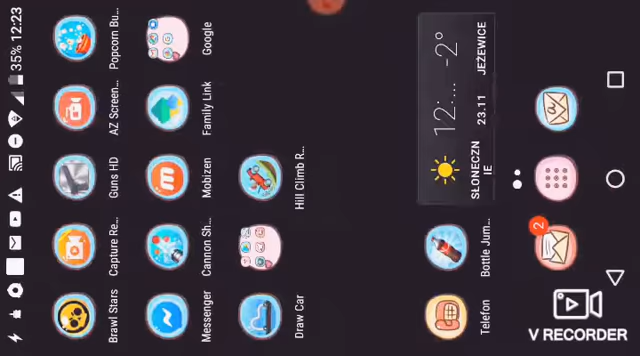 35% 12:23
Brawl Stars
Capture Re...
Guns HD
AZ Screen...
Popcorn Bu...
Messenger
Cannon Sh...
Mobizen
Family Link
Google
Draw Car
Hill Climb R...
12:... -2°
SŁONECZN
IE
23.11
JEŻEWICE
Telefon
Bottle Jum...
2
V RECORDER